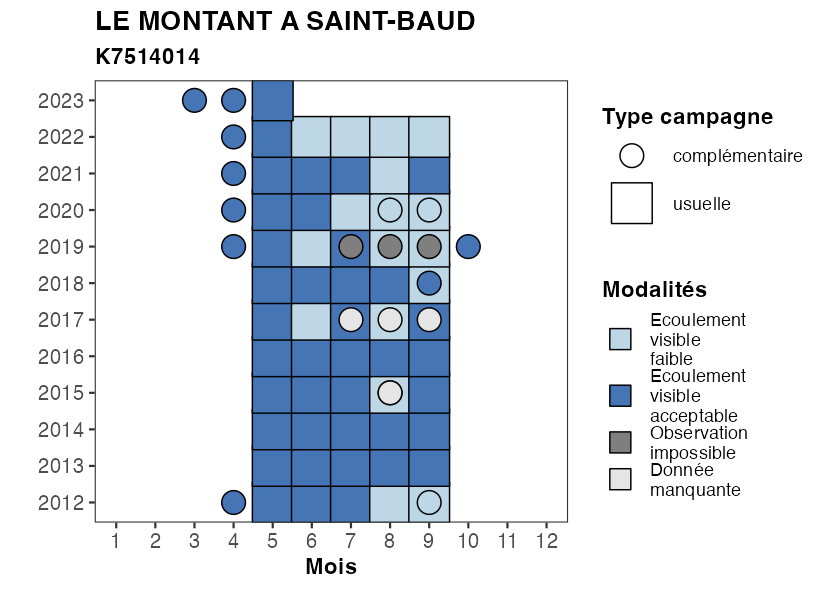 LE MONTANT A SAINT-BAUD
K7514014
2023
2022
2021
2020
2019
2018
2017
2016
2015
2014
2013
2012
1 2 3 4 5 6 7 8 9 10 11 12
Mois
Type campagne
complémentaire
usuelle
Modalités
Ecoulement
visible
faible
Ecoulement
visible
acceptable
Observation
impossible
Donnée
manquante